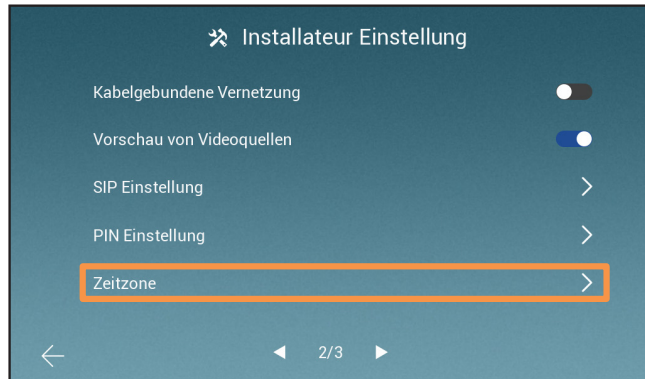 Installateur Einstellung
Kabelgebundene Vernetzung
Vorschau von Videoquellen
SIP Einstellung
PIN Einstellung
Zeitzone
2/3